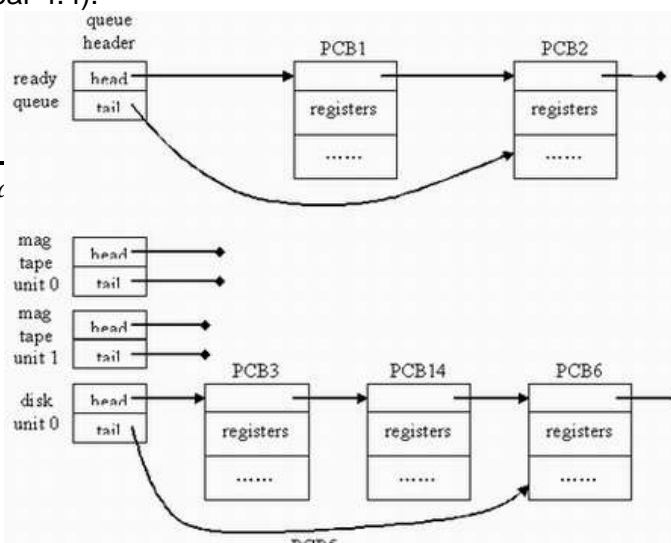 queue
header
PCB1
PCB2
ready
queue
head
tail
registers
......
registers
......
mag
tape
unit 0
head
tail
mag
tape
unit 1
head
tail
disk
unit 0
head
tail
PCB3
PCB14
PCB6
registers
......
registers
......
registers
......